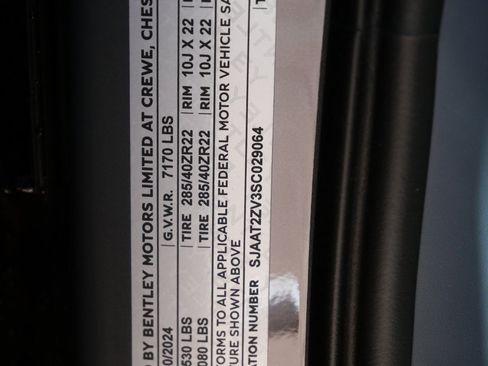 D BY BENTLEY MOTORS LIMITED AT CREWE, CHES
0/2024 G.V.W.R. 7170 LBS
530 LBS TIRE 285/40ZR22 RIM 10J X 22
080 LBS TIRE 285/40ZR22 RIM 10J X 22
FORMS TO ALL APPLICABLE FEDERAL MOTOR VEHICLE SA
TURE SHOWN ABOVE
ATION NUMBER SJAAT2ZV3SC029064